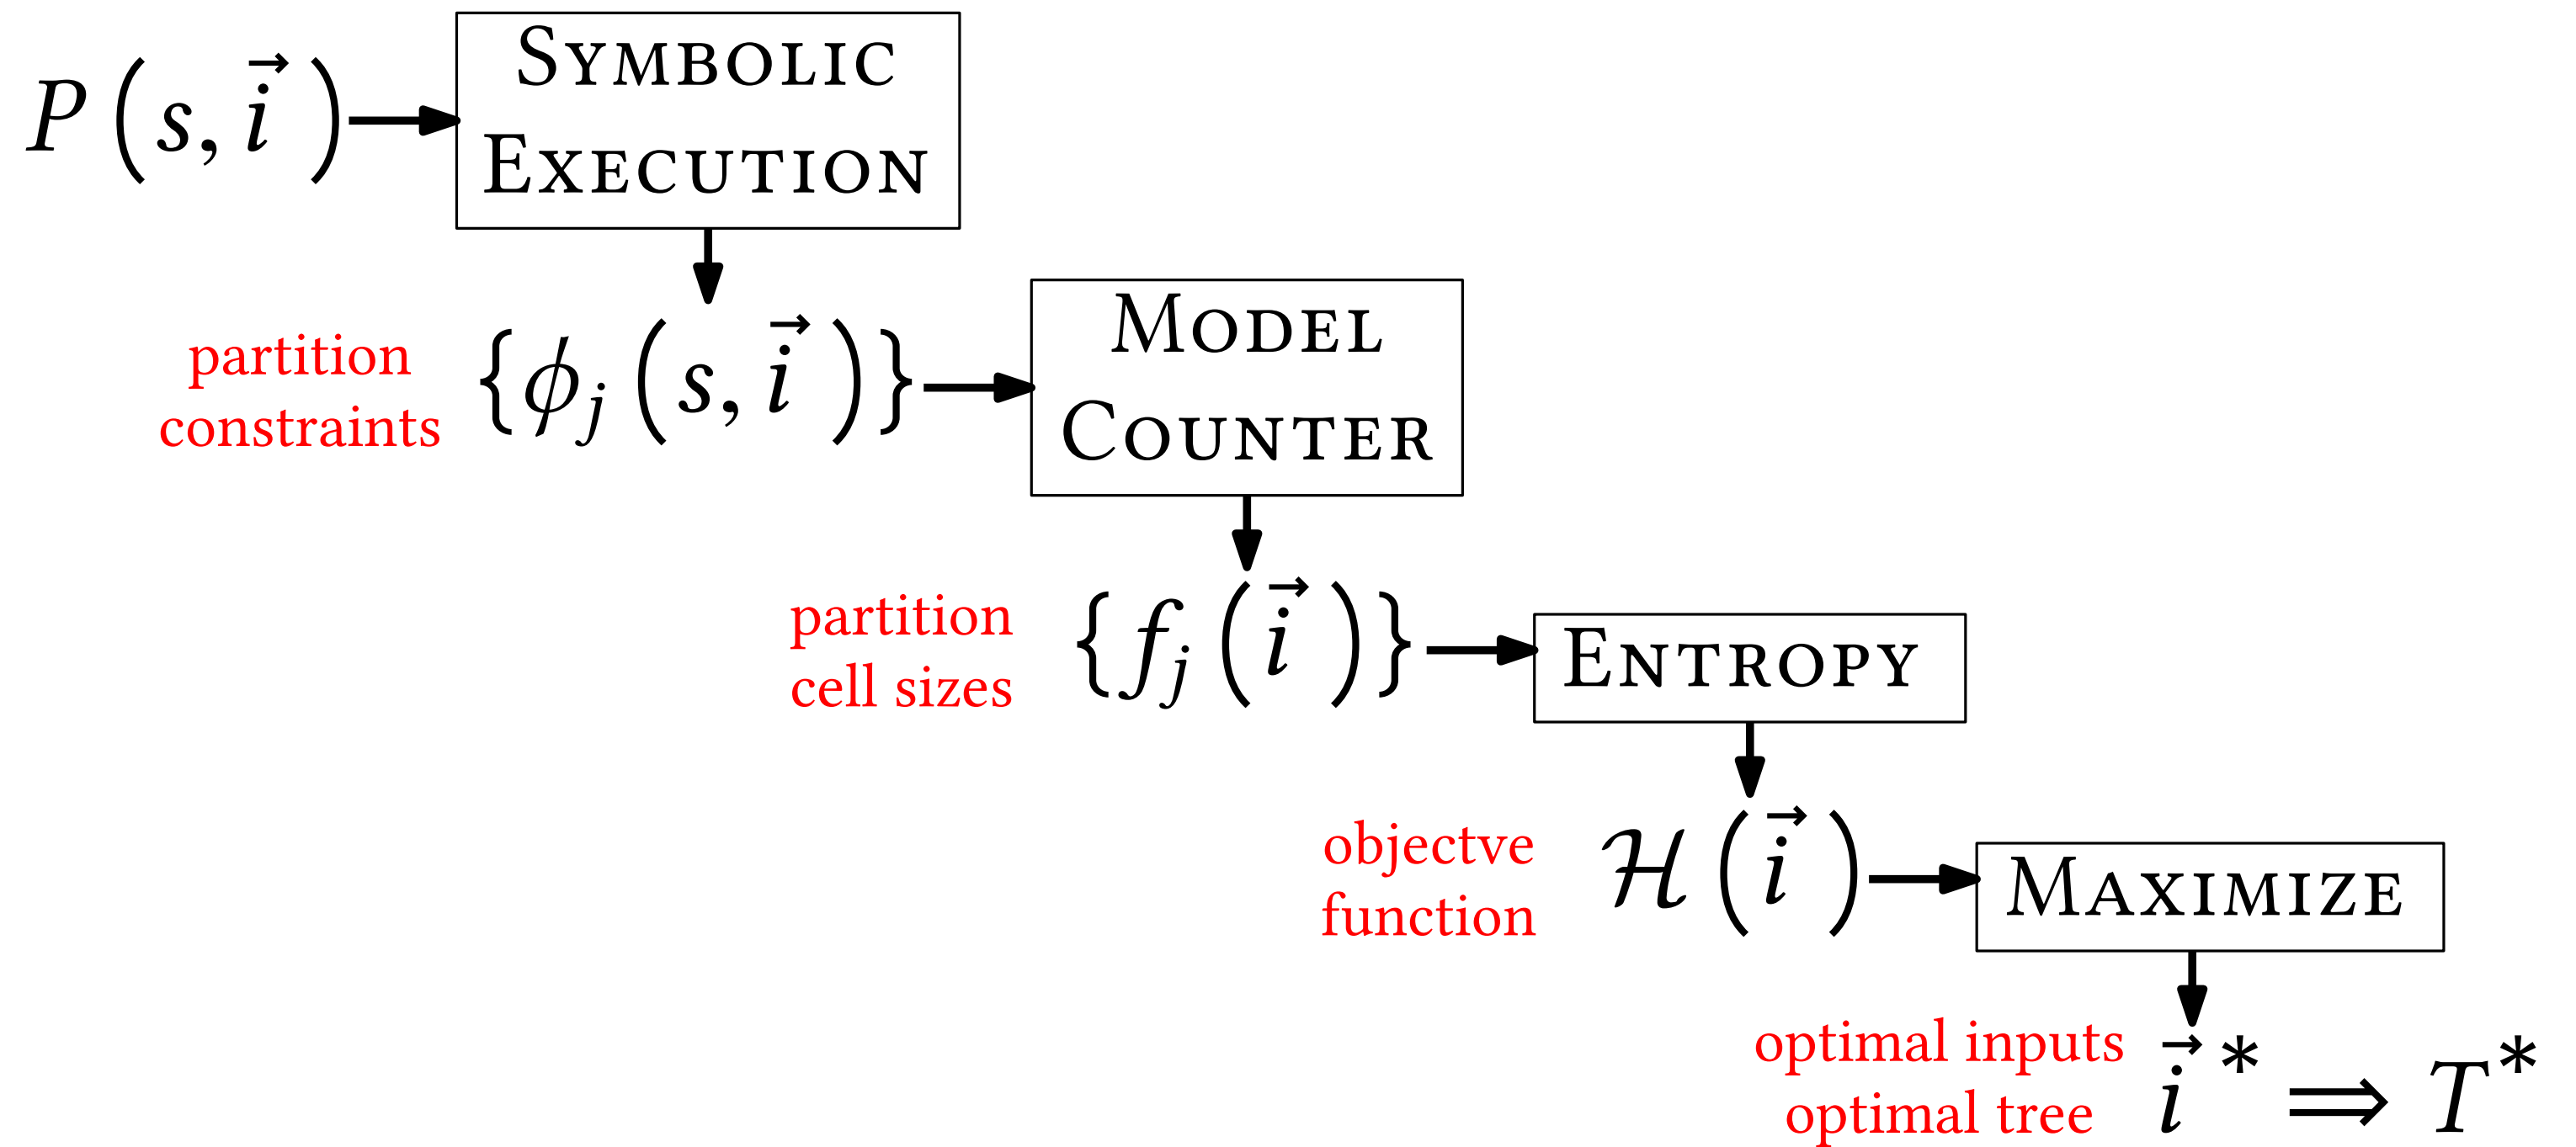 P(s, i⃗)
SYMBOLIC
EXECUTION
partition
constraints
{ϕⱼ(s, i⃗)}
MODEL
COUNTER
partition
cell sizes
{fⱼ(i⃗)}
ENTROPY
objectve
function
ℋ(i⃗)
MAXIMIZE
optimal inputs
optimal tree
i⃗* ⇒ T*